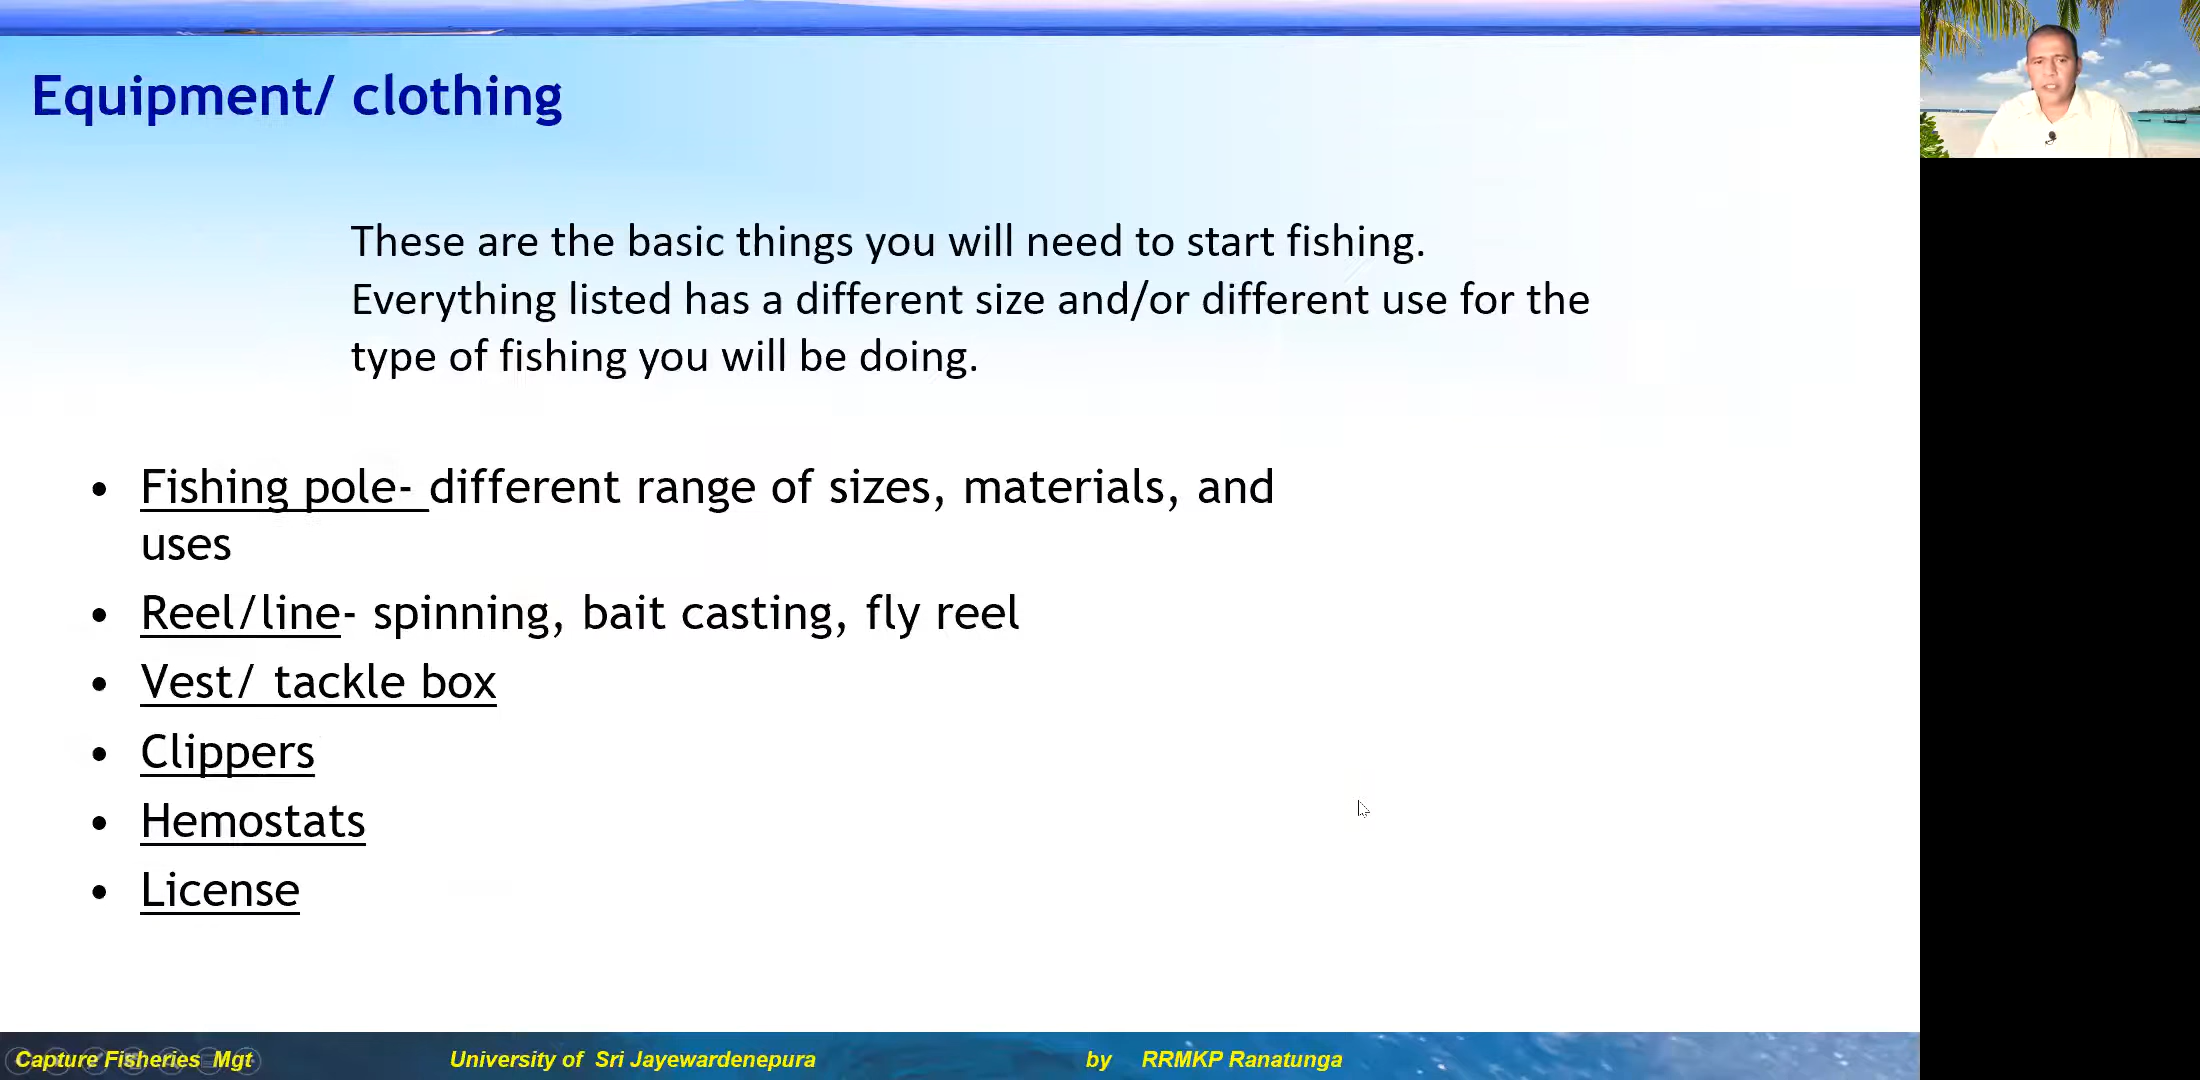 Equipment/ clothing
These are the basic things you will need to start fishing.
Everything listed has a different size and/or different use for the
type of fishing you will be doing.
• Fishing pole- different range of sizes, materials, and
uses
• Reel/line- spinning, bait casting, fly reel
• Vest/ tackle box
• Clippers
• Hemostats
• License
Capture Fisheries Mgt University of Sri Jayewardenepura by RRMKP Ranatunga